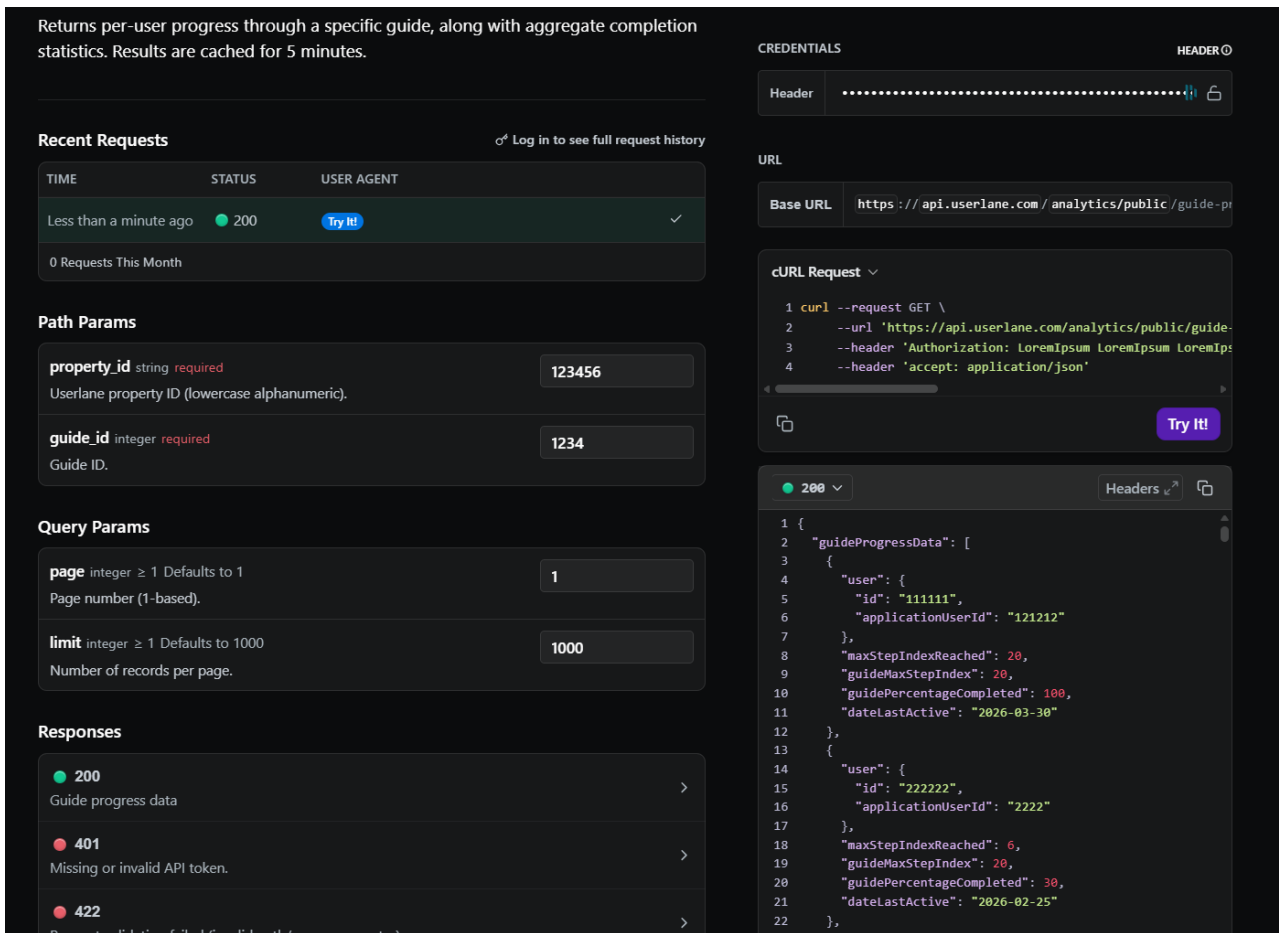 Returns per-user progress through a specific guide, along with aggregate completion
statistics. Results are cached for 5 minutes.
Recent Requests
Log in to see full request history
TIME STATUS USER AGENT
Less than a minute ago 200 Try It!
0 Requests This Month
Path Params
property_id string required
123456
Userlane property ID (lowercase alphanumeric).
guide_id integer required
1234
Guide ID.
Query Params
page integer ≥ 1 Defaults to 1
1
Page number (1-based).
limit integer ≥ 1 Defaults to 1000
1000
Number of records per page.
Responses
200
Guide progress data
401
Missing or invalid API token.
422
CREDENTIALS
HEADER
Header
URL
Base URL https://api.userlane.com/analytics/public/guide-pr
cURL Request
1 curl --request GET \
2 --url 'https://api.userlane.com/analytics/public/guide-
3 --header 'Authorization: LoremIpsum LoremIpsum LoremIps
4 --header 'accept: application/json'
Try It!
200
Headers
1 {
2 "guideProgressData": [
3 {
4 "user": {
5 "id": "111111",
6 "applicationUserId": "121212"
7 },
8 "maxStepIndexReached": 20,
9 "guideMaxStepIndex": 20,
10 "guidePercentageCompleted": 100,
11 "dateLastActive": "2026-03-30"
12 },
13 {
14 "user": {
15 "id": "222222",
16 "applicationUserId": "2222"
17 },
18 "maxStepIndexReached": 6,
19 "guideMaxStepIndex": 20,
20 "guidePercentageCompleted": 30,
21 "dateLastActive": "2026-02-25"
22 },